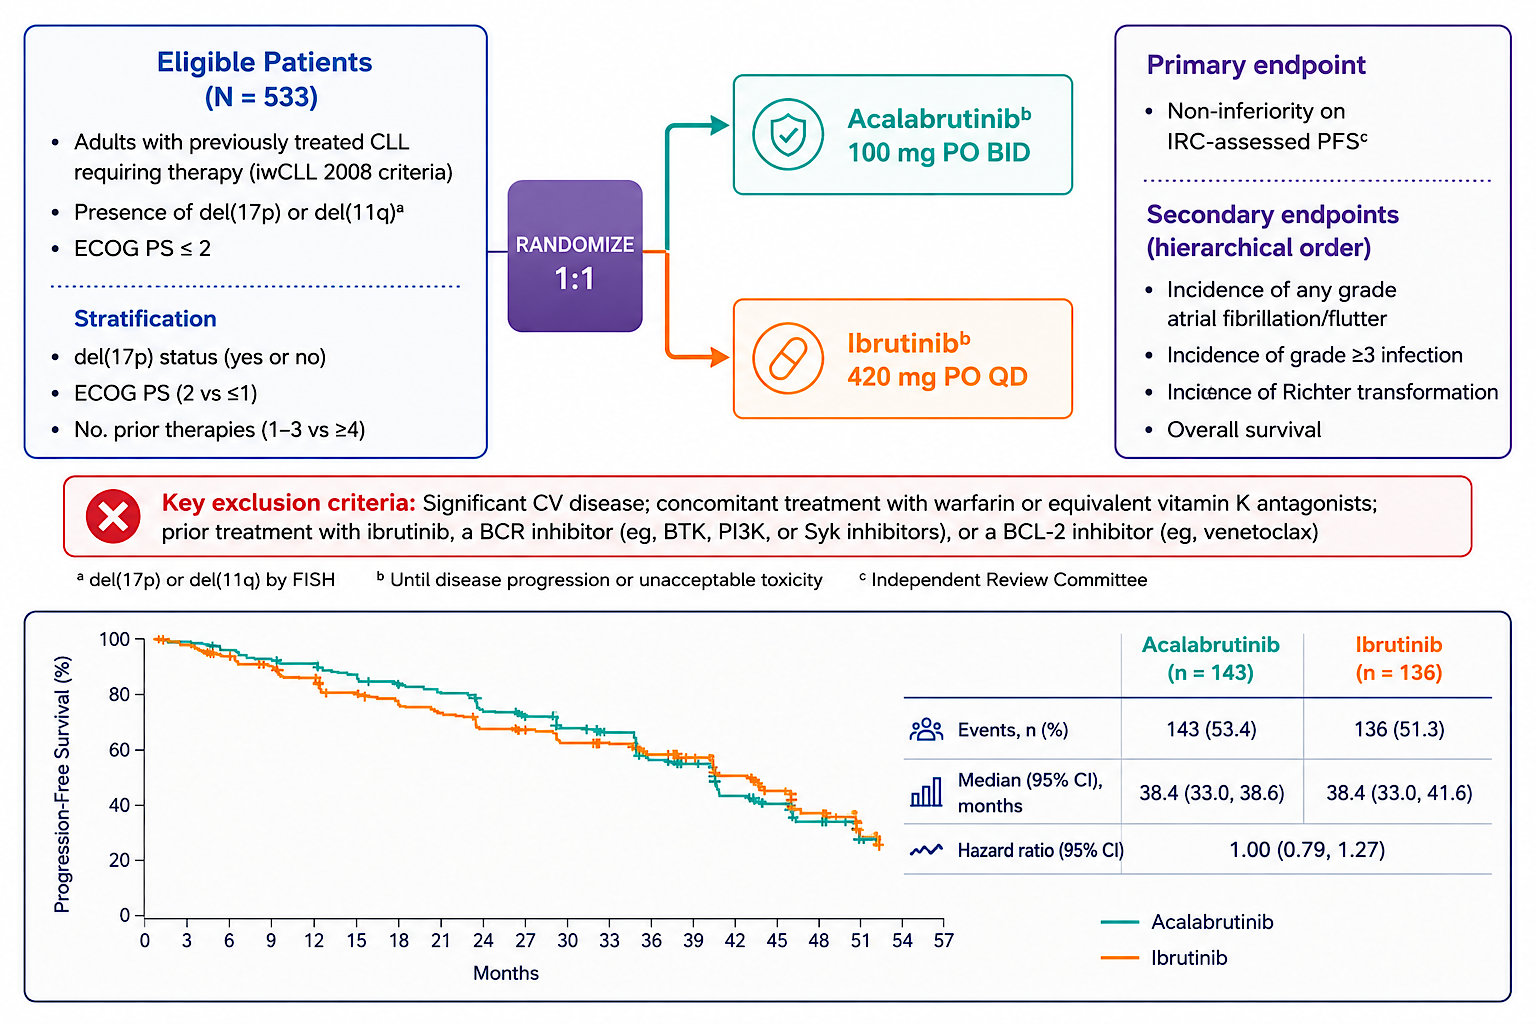 Eligible Patients
(N = 533)
• Adults with previously treated CLL
requiring therapy (iwCLL 2008 criteria)
• Presence of del(17p) or del(11q)ᵃ
• ECOG PS ≤ 2
Stratification
• del(17p) status (yes or no)
• ECOG PS (2 vs ≤1)
• No. prior therapies (1–3 vs ≥4)
RANDOMIZE
1:1
Acalabrutinibᵇ
100 mg PO BID
Ibrutinibᵇ
420 mg PO QD
Primary endpoint
• Non-inferiority on
IRC-assessed PFSᶜ
Secondary endpoints
(hierarchical order)
• Incidence of any grade
atrial fibrillation/flutter
• Incidence of grade ≥3 infection
• Incidence of Richter transformation
• Overall survival
Key exclusion criteria: Significant CV disease; concomitant treatment with warfarin or equivalent vitamin K antagonists;
prior treatment with ibrutinib, a BCR inhibitor (eg, BTK, PI3K, or Syk inhibitors), or a BCL-2 inhibitor (eg, venetoclax)
ᵃ del(17p) or del(11q) by FISH ᵇ Until disease progression or unacceptable toxicity ᶜ Independent Review Committee
Progression-Free Survival (%)
100
80
60
40
20
0
0 3 6 9 12 15 18 21 24 27 30 33 36 39 42 45 48 51 54 57
Months
Acalabrutinib Ibrutinib
(n = 143) (n = 136)
Events, n (%) 143 (53.4) 136 (51.3)
Median (95% CI),
months 38.4 (33.0, 38.6) 38.4 (33.0, 41.6)
Hazard ratio (95% CI) 1.00 (0.79, 1.27)
Acalabrutinib
Ibrutinib